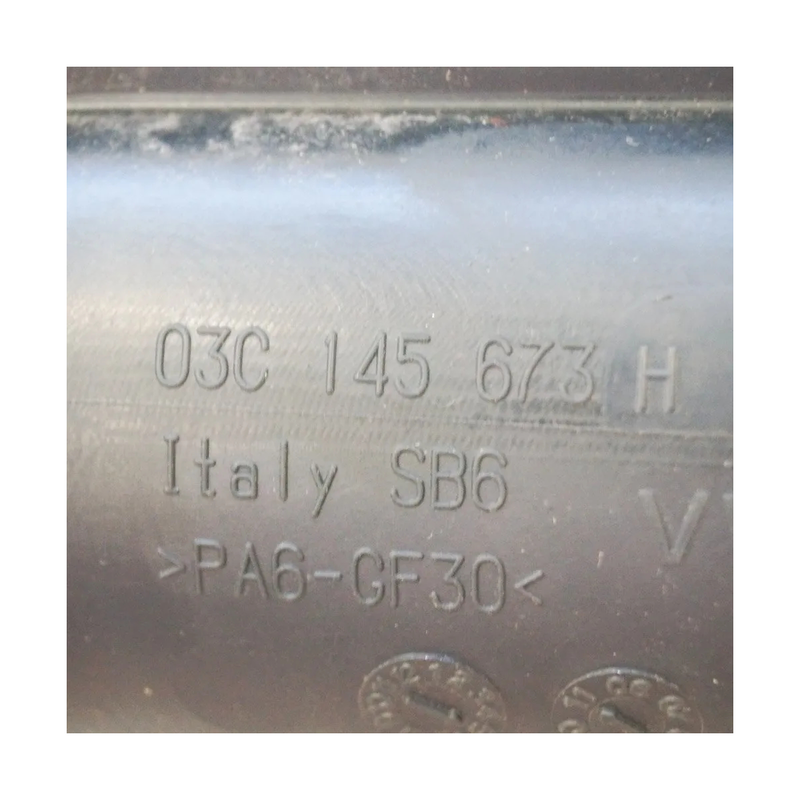 03C 145 673 H
Italy SB6
>PA6-GF30<